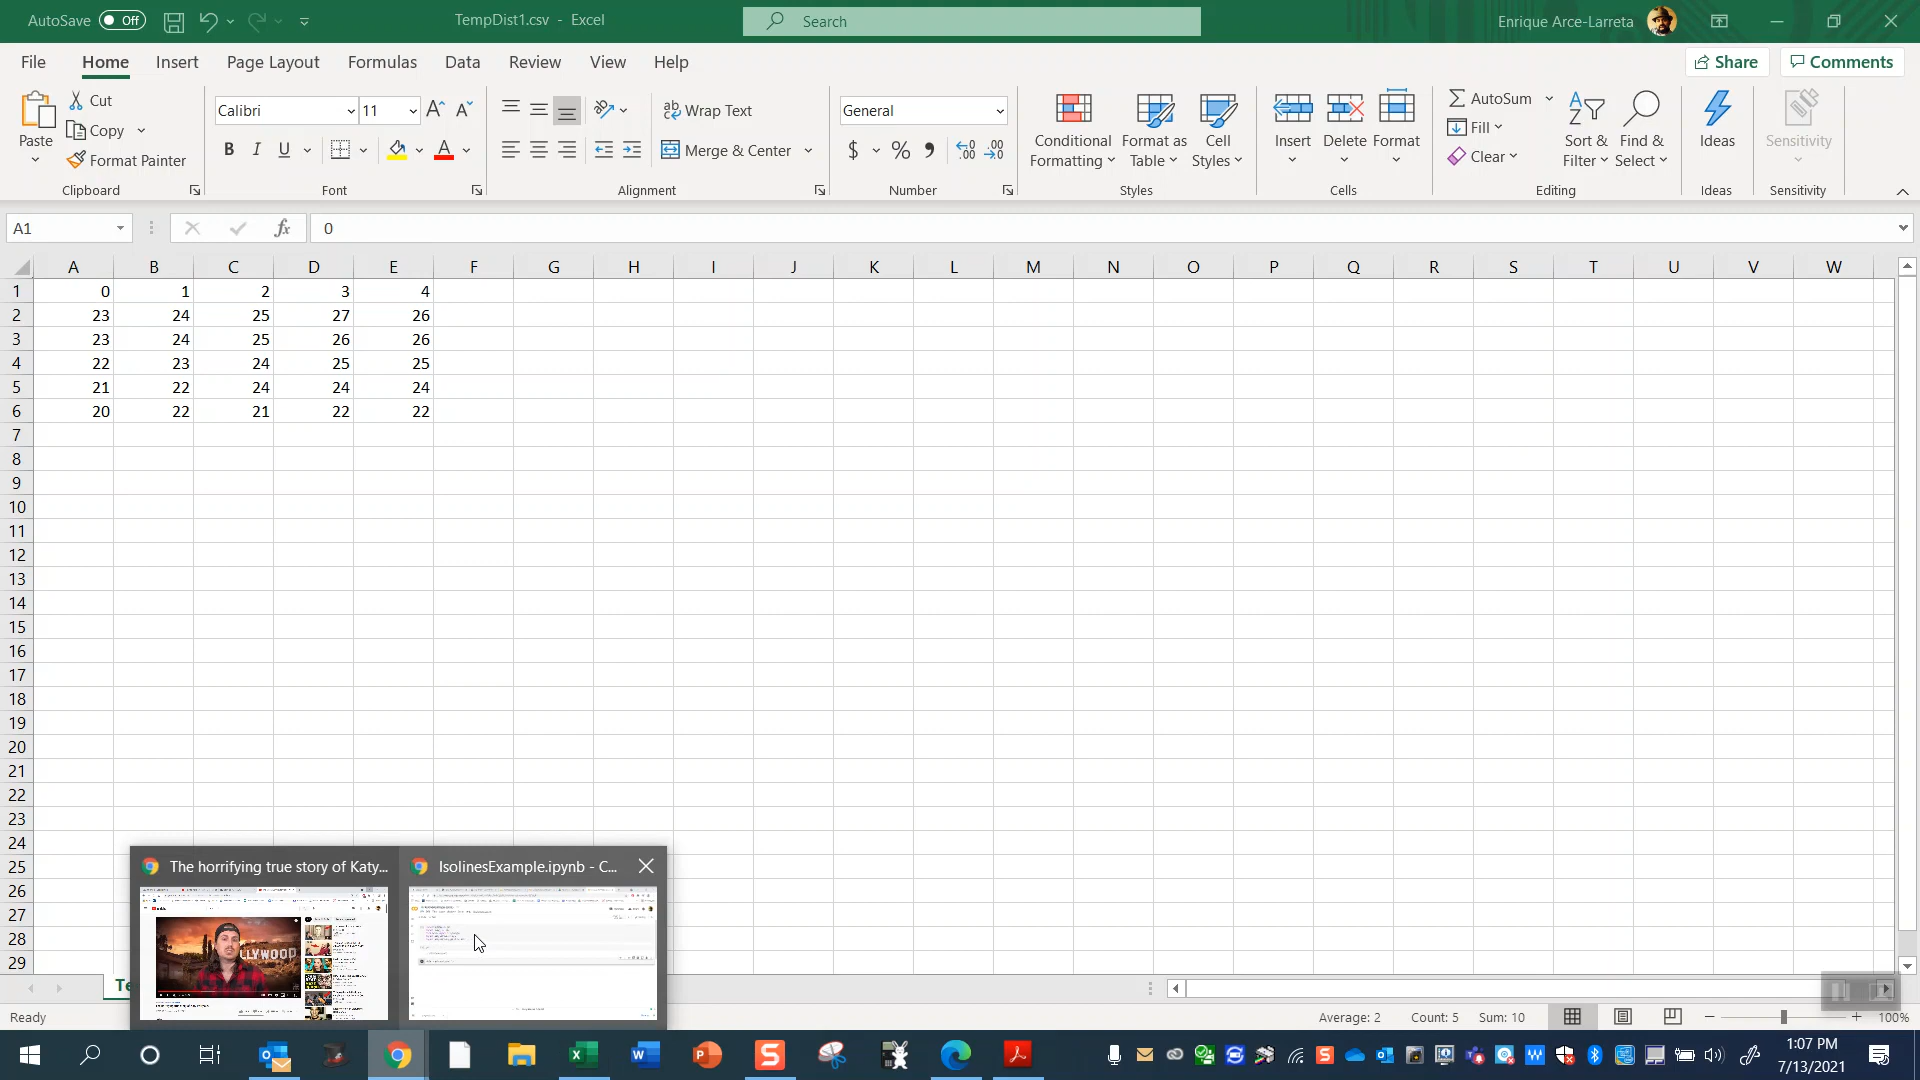 AutoSave Off
TempDist1.csv - Excel
Search
Enrique Arce-Larreta
File Home Insert Page Layout Formulas Data Review View Help
Share Comments
Paste
Cut
Copy
Format Painter
Clipboard
Calibri 11
B I U A
Font
Wrap Text
Merge & Center
Alignment
General
$ % 9
Number
Conditional Formatting
Format as Table
Cell Styles
Styles
Insert Delete Format
Cells
AutoSum
Fill
Clear
Sort & Filter
Find & Select
Editing
Ideas
Ideas
Sensitivity
Sensitivity
A1 fx 0
A B C D E F G H I J K L M N O P Q R S T U V W
1 0 1 2 3 4
2 23 24 25 27 26
3 23 24 25 26 26
4 22 23 24 25 25
5 21 22 24 24 24
6 20 22 21 22 22
7
8
9
10
11
12
13
14
15
16
17
18
19
20
21
22
23
24
25
26
27
28
29
The horrifying true story of Katy...
IsolinesExample.ipynb - C...
Te
Ready
Average: 2 Count: 5 Sum: 10
100%
1:07 PM
7/13/2021